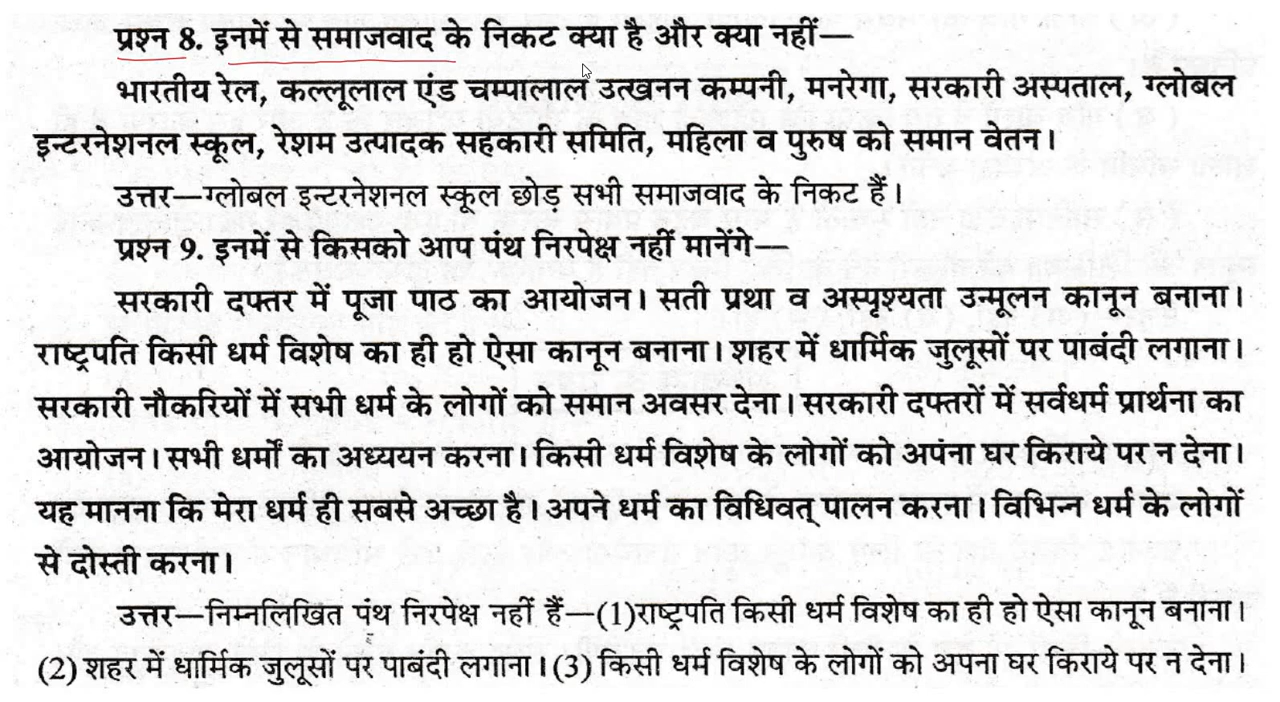 प्रश्न 8. इनमें से समाजवाद के निकट क्या है और क्या नहीं—
भारतीय रेल, कल्लूलाल एंड चम्पालाल उत्खनन कम्पनी, मनरेगा, सरकारी अस्पताल, ग्लोबल
इन्टरनेशनल स्कूल, रेशम उत्पादक सहकारी समिति, महिला व पुरुष को समान वेतन।
उत्तर—ग्लोबल इन्टरनेशनल स्कूल छोड़ सभी समाजवाद के निकट हैं।
प्रश्न 9. इनमें से किसको आप पंथ निरपेक्ष नहीं मानेंगे—
सरकारी दफ्तर में पूजा पाठ का आयोजन। सती प्रथा व अस्पृश्यता उन्मूलन कानून बनाना।
राष्ट्रपति किसी धर्म विशेष का ही हो ऐसा कानून बनाना। शहर में धार्मिक जुलूसों पर पाबंदी लगाना।
सरकारी नौकरियों में सभी धर्म के लोगों को समान अवसर देना। सरकारी दफ्तरों में सर्वधर्म प्रार्थना का
आयोजन। सभी धर्मों का अध्ययन करना। किसी धर्म विशेष के लोगों को अपंना घर किराये पर न देना।
यह मानना कि मेरा धर्म ही सबसे अच्छा है। अपने धर्म का विधिवत् पालन करना। विभिन्न धर्म के लोगों
से दोस्ती करना।
उत्तर—निम्नलिखित पंथ निरपेक्ष नहीं हैं—(1)राष्ट्रपति किसी धर्म विशेष का ही हो ऐसा कानून बनाना।
(2) शहर में धार्मिक जुलूसों पर पाबंदी लगाना। (3) किसी धर्म विशेष के लोगों को अपना घर किराये पर न देना।